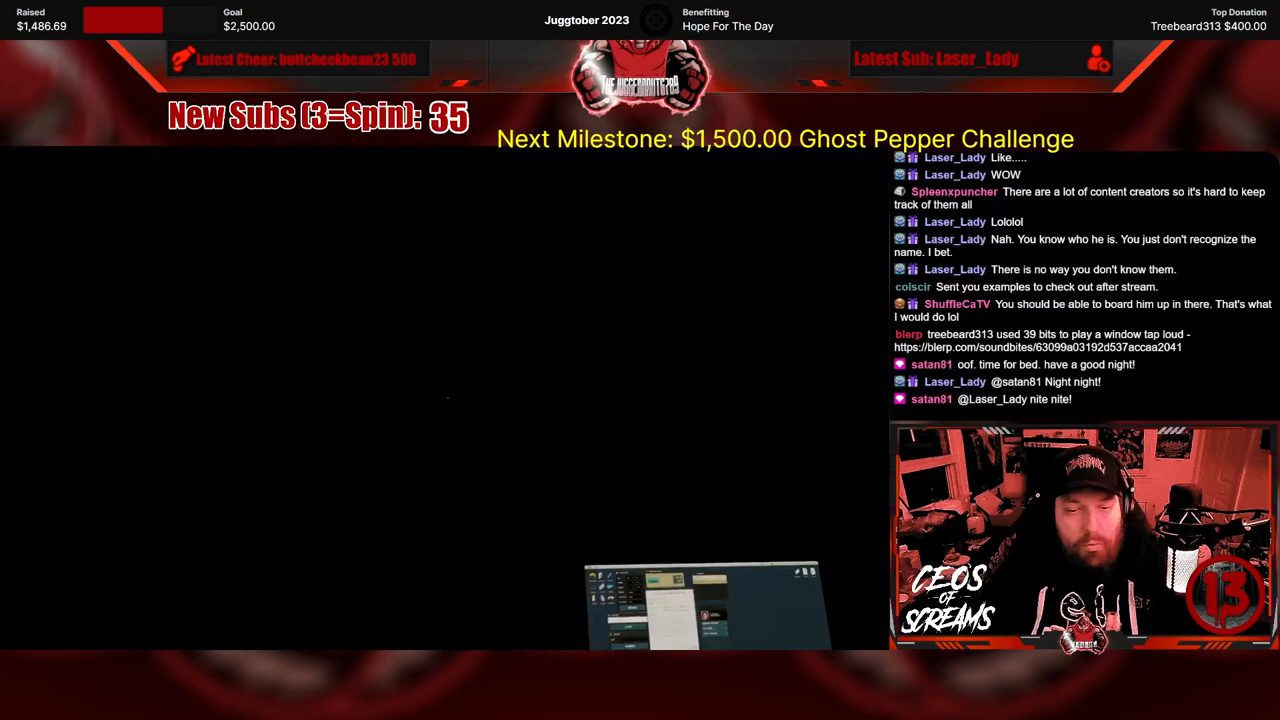 Raised
$1,486.69
Goal
$2,500.00
Juggtober 2023
Benefitting
Hope For The Day
Top Donation
Treebeard313 $400.00
Latest Cheer: buttcheekbeau23 500
THEJUGGERNAUT6789
Latest Sub: Laser_Lady
New Subs (3=Spin): 35
Next Milestone: $1,500.00 Ghost Pepper Challenge
Laser_Lady Like.....
Laser_Lady WOW
Spleenxpuncher There are a lot of content creators so it's hard to keep
track of them all
Laser_Lady Lololol
Laser_Lady Nah. You know who he is. You just don't recognize the
name. I bet.
Laser_Lady There is no way you don't know them.
coiscir Sent you examples to check out after stream.
ShuffleCaTV You should be able to board him up in there. That's what
I would do lol
blerp treebeard313 used 39 bits to play a window tap loud -
https://blerp.com/soundbites/63099a03192d537accaa2041
satan81 oof. time for bed. have a good night!
Laser_Lady @satan81 Night night!
satan81 @Laser_Lady nite nite!
CEOS
OF
SCREAMS
13